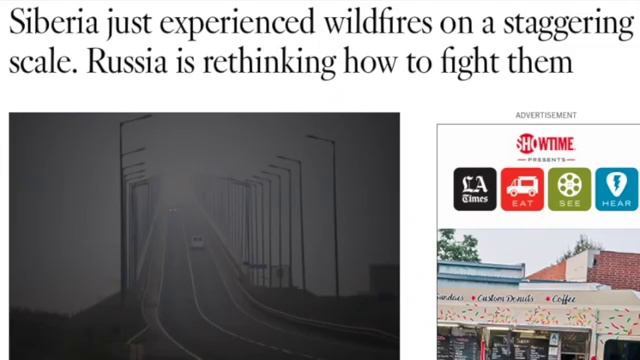 Siberia just experienced wildfires on a staggering
scale. Russia is rethinking how to fight them
ADVERTISEMENT
SHOWTIME
PRESENTS
LA
Times
EAT
SEE
HEAR
Sundaes • Custom Donuts • Coffee